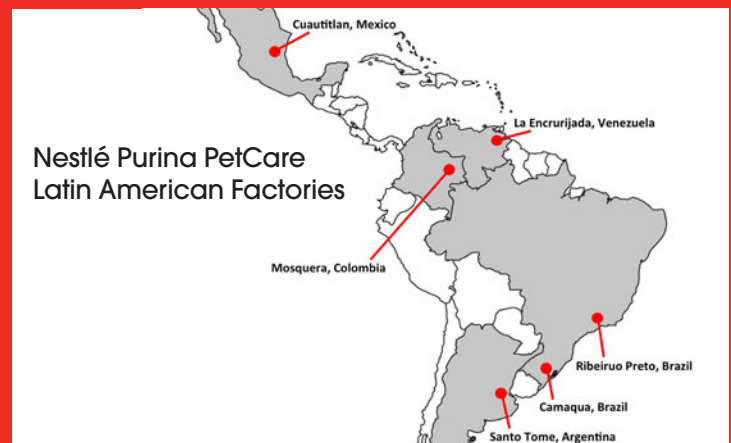 Cuautitlan, Mexico
La Encrurijada, Venezuela
Nestlé Purina PetCare
Latin American Factories
Mosquera, Colombia
Ribeiruo Preto, Brazil
Camaqua, Brazil
Santo Tome, Argentina